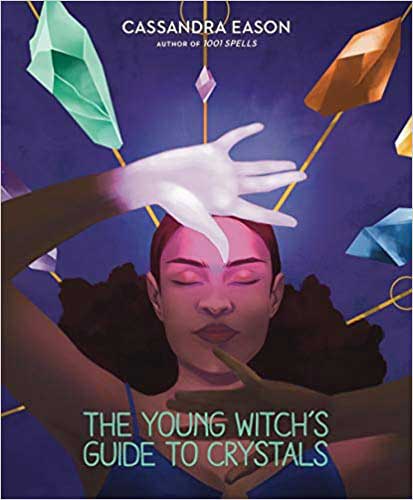 CASSANDRA EASON
AUTHOR OF 1001 SPELLS
THE YOUNG WITCH'S
GUIDE TO CRYSTALS